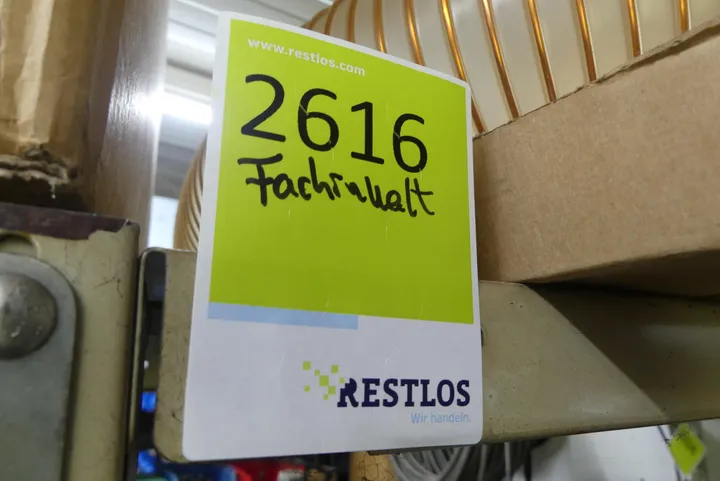 www.restlos.com
2616
Fachinhalt
RESTLOS
Wir handeln.